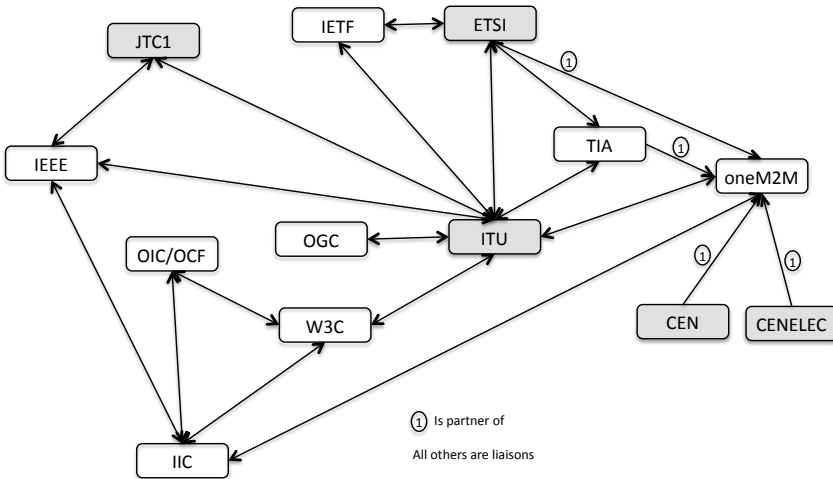 IETF
ETSI
JTC1
1
TIA
1
IEEE
oneM2M
OGC
ITU
OIC/OCF
1
1
W3C
CEN
CENELEC
1 Is partner of
IIC
All others are liaisons